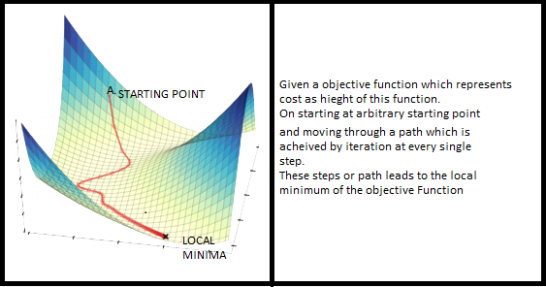 A STARTING POINT
LOCAL
MINIMA
Given a objective function which represents
cost as hieght of this function.
On starting at arbitrary starting point
and moving through a path which is
acheived by iteration at every single
step.
These steps or path leads to the local
minimum of the objective Function